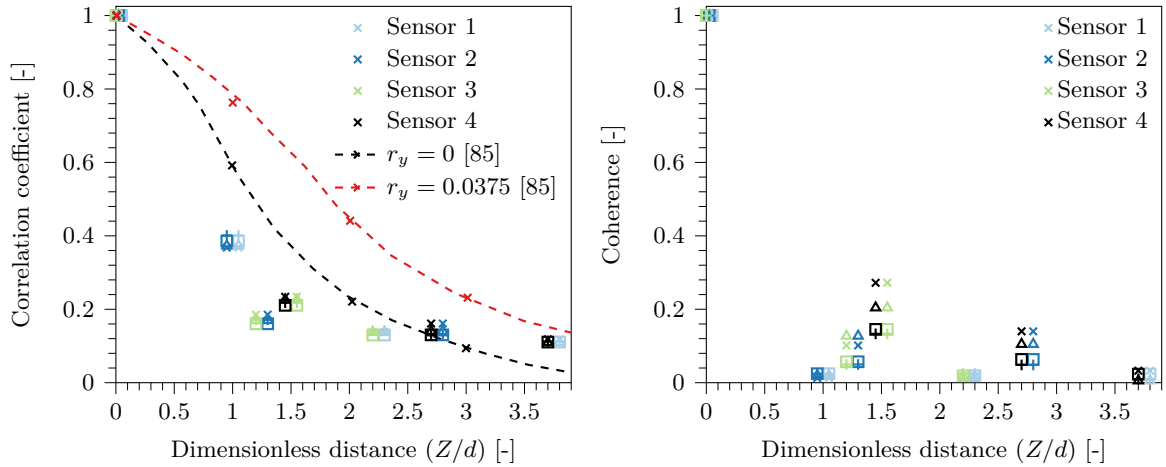 Correlation coefficient [-]
1
0.8
0.6
0.4
0.2
0
0 0.5 1 1.5 2 2.5 3 3.5
Dimensionless distance (Z/d) [-]
Sensor 1
Sensor 2
Sensor 3
Sensor 4
r_y = 0 [85]
r_y = 0.0375 [85]
Coherence [-]
1
0.8
0.6
0.4
0.2
0
0 0.5 1 1.5 2 2.5 3 3.5
Dimensionless distance (Z/d) [-]
Sensor 1
Sensor 2
Sensor 3
Sensor 4